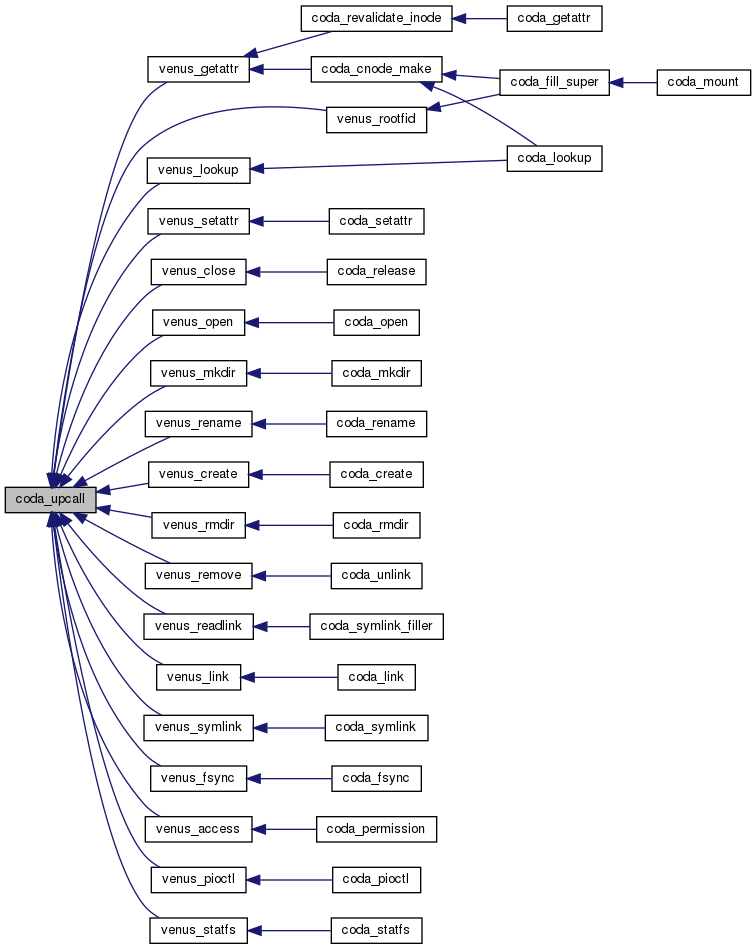 coda_revalidate_inode coda_getattr
venus_getattr coda_cnode_make
coda_fill_super coda_mount
venus_rootfid
venus_lookup coda_lookup
venus_setattr coda_setattr
venus_close coda_release
venus_open coda_open
venus_mkdir coda_mkdir
venus_rename coda_rename
venus_create coda_create
coda_upcall
venus_rmdir coda_rmdir
venus_remove coda_unlink
venus_readlink coda_symlink_filler
venus_link coda_link
venus_symlink coda_symlink
venus_fsync coda_fsync
venus_access coda_permission
venus_pioctl coda_pioctl
venus_statfs coda_statfs